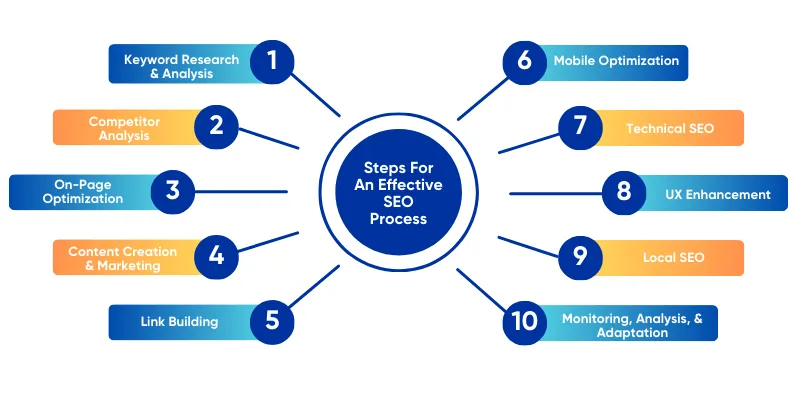 Steps For
An Effective
SEO
Process
1
Keyword Research
& Analysis
2
Competitor
Analysis
3
On-Page
Optimization
4
Content Creation
& Marketing
5
Link Building
6
Mobile Optimization
7
Technical SEO
8
UX Enhancement
9
Local SEO
10
Monitoring, Analysis, &
Adaptation